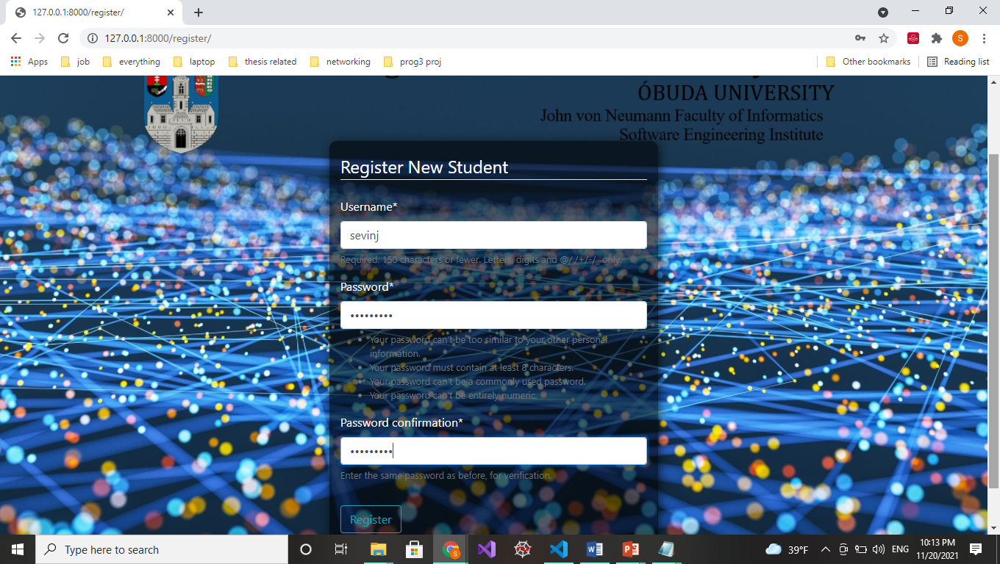 127.0.0.1:8000/register/
127.0.0.1:8000/register/
S
Apps job everything laptop thesis related networking prog3 proj Other bookmarks Reading list
ÓBUDA UNIVERSITY
John von Neumann Faculty of Informatics
Software Engineering Institute
Register New Student
Username*
sevinj
Required. 150 characters or fewer. Letters, digits and @/./+/-/_ only.
Password*
•••••••••
Your password can't be too similar to your other personal
information.
Your password must contain at least 8 characters.
Your password can't be a commonly used password.
Your password can't be entirely numeric.
Password confirmation*
•••••••••
Enter the same password as before, for verification.
Register
Type here to search
39°F
ENG
10:13 PM
11/20/2021